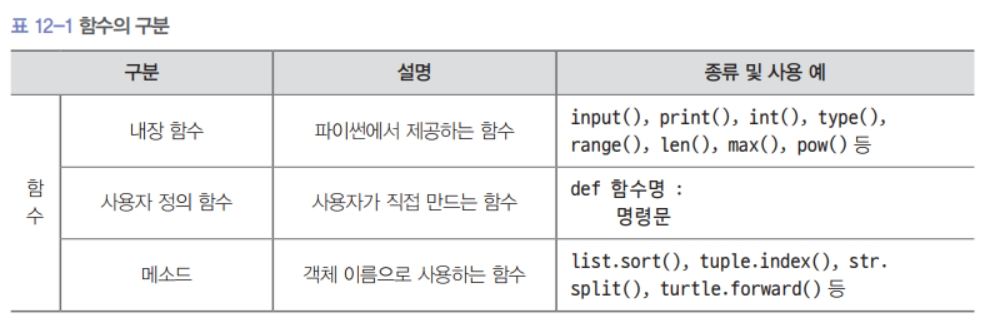 표 12-1 함수의 구분
구분 설명 종류 및 사용 예
함수
내장 함수 파이썬에서 제공하는 함수 input(), print(), int(), type(),
range(), len(), max(), pow() 등
사용자 정의 함수 사용자가 직접 만드는 함수 def 함수명 :
명령문
메소드 객체 이름으로 사용하는 함수 list.sort(), tuple.index(), str.
split(), turtle.forward() 등